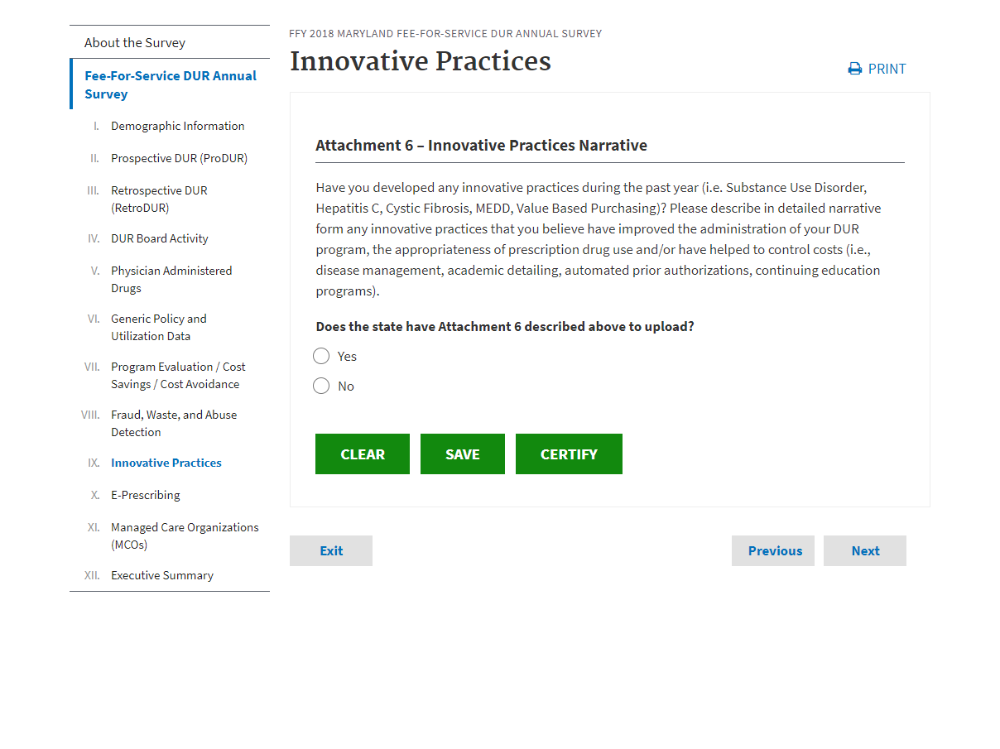 About the Survey
Fee-For-Service DUR Annual
Survey
I. Demographic Information
II. Prospective DUR (ProDUR)
III. Retrospective DUR
(RetroDUR)
IV. DUR Board Activity
V. Physician Administered
Drugs
VI. Generic Policy and
Utilization Data
VII. Program Evaluation / Cost
Savings / Cost Avoidance
VIII. Fraud, Waste, and Abuse
Detection
IX. Innovative Practices
X. E-Prescribing
XI. Managed Care Organizations
(MCOs)
XII. Executive Summary
FFY 2018 MARYLAND FEE-FOR-SERVICE DUR ANNUAL SURVEY
Innovative Practices
PRINT
Attachment 6 – Innovative Practices Narrative
Have you developed any innovative practices during the past year (i.e. Substance Use Disorder,
Hepatitis C, Cystic Fibrosis, MEDD, Value Based Purchasing)? Please describe in detailed narrative
form any innovative practices that you believe have improved the administration of your DUR
program, the appropriateness of prescription drug use and/or have helped to control costs (i.e.,
disease management, academic detailing, automated prior authorizations, continuing education
programs).
Does the state have Attachment 6 described above to upload?
Yes
No
CLEAR SAVE CERTIFY
Exit Previous Next